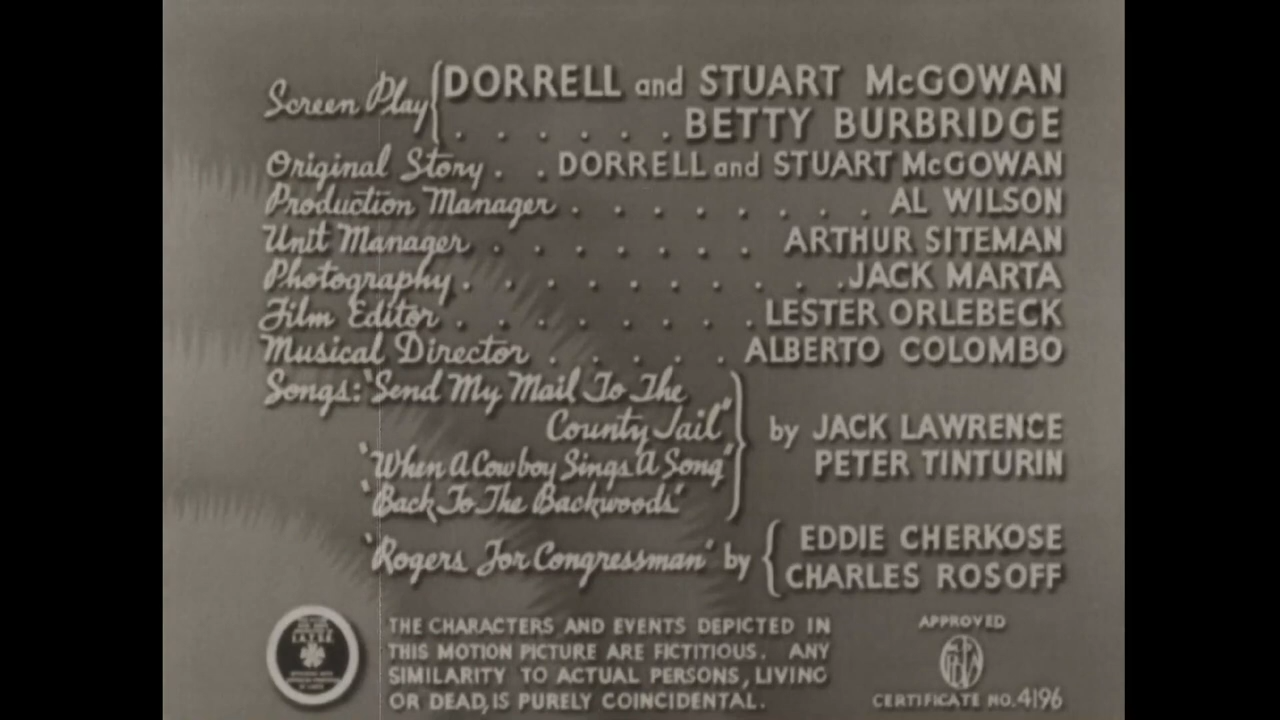 Screen Play { DORRELL and STUART McGOWAN
. . . . . . BETTY BURBRIDGE
Original Story . . DORRELL and STUART McGOWAN
Production Manager . . . . . . . . AL WILSON
Unit Manager . . . . . . . ARTHUR SITEMAN
Photography . . . . . . . . . . JACK MARTA
Film Editor . . . . . . . . LESTER ORLEBECK
Musical Director . . . . . ALBERTO COLOMBO
Songs: "Send My Mail To The
County Jail"
"When A Cowboy Sings A Song"
"Back To The Backwoods"
} by JACK LAWRENCE
PETER TINTURIN
"Rogers For Congressman" by { EDDIE CHERKOSE
CHARLES ROSOFF
I.A.T.S.E.
THE CHARACTERS AND EVENTS DEPICTED IN
THIS MOTION PICTURE ARE FICTITIOUS. ANY
SIMILARITY TO ACTUAL PERSONS, LIVING
OR DEAD, IS PURELY COINCIDENTAL.
APPROVED
CERTIFICATE NO. 4196